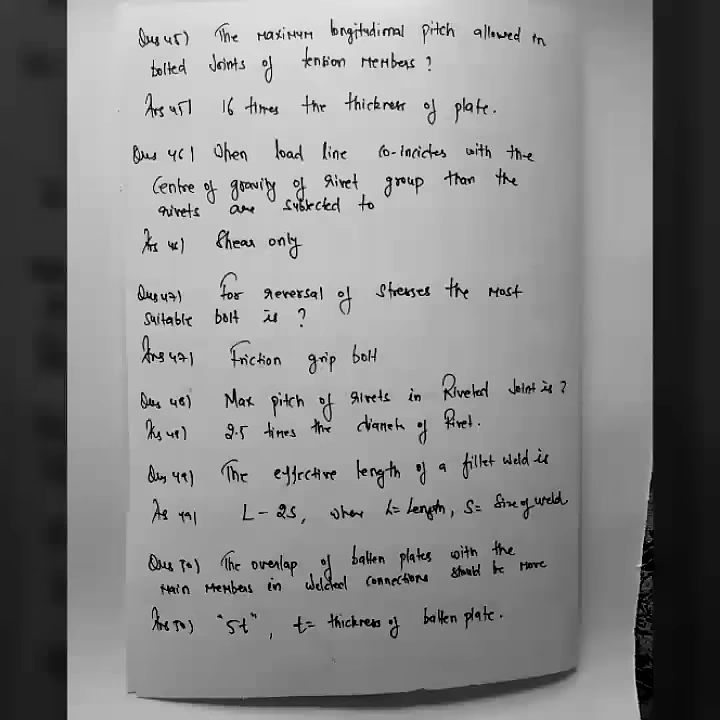 Ques 45) The maximum longitudinal pitch allowed in
bolted Joints of tension members?
Ans 45) 16 times the thickness of plate.
Ques 46) When load line co-incides with the
Centre of gravity of rivet group than the
rivets are subjected to
Ans 46) Shear only
Ques 47) For reversal of stresses the most
suitable bolt is ?
Ans 47) Friction grip bolt
Ques 48) Max pitch of rivets in Riveted Joint is?
Ans 48) 2.5 times the diameter of Rivet.
Ques 49) The effective length of a fillet weld is
Ans 49) L - 2S, where L = Length, S = Size of weld
Ques 50) The overlap of batten plates with the
main members in welded connections should be more
Ans 50) "5t", t = thickness of batten plate.